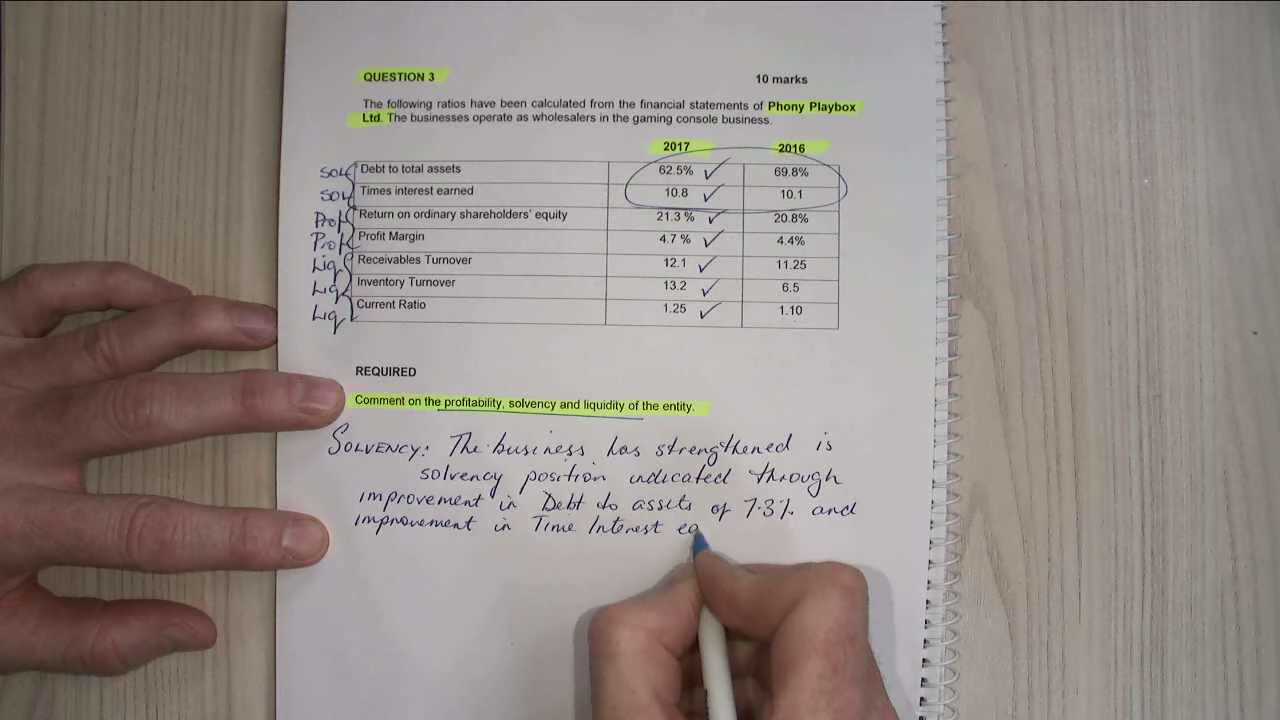 QUESTION 3
10 marks
The following ratios have been calculated from the financial statements of Phony Playbox
Ltd. The businesses operate as wholesalers in the gaming console business.
2017 2016
Sol Debt to total assets 62.5% 69.8%
Sol Times interest earned 10.8 10.1
Prof Return on ordinary shareholders' equity 21.3 % 20.8%
Prof Profit Margin 4.7 % 4.4%
Liq Receivables Turnover 12.1 11.25
Liq Inventory Turnover 13.2 6.5
Liq Current Ratio 1.25 1.10
REQUIRED
Comment on the profitability, solvency and liquidity of the entity.
SOLVENCY: The business has strengthened is
solvency position indicated through
improvement in Debt to assets of 7.3% and
improvement in Time Interest ea